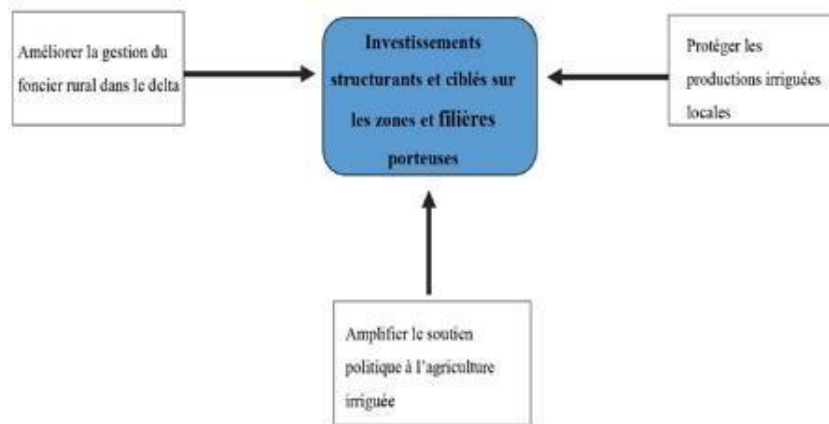 Améliorer la gestion du
foncier rural dans le delta
Investissements
structurants et ciblés sur
les zones et filières
porteuses
Protéger les
productions irriguées
locales
Amplifier le soutien
politique à l'agriculture
irriguée